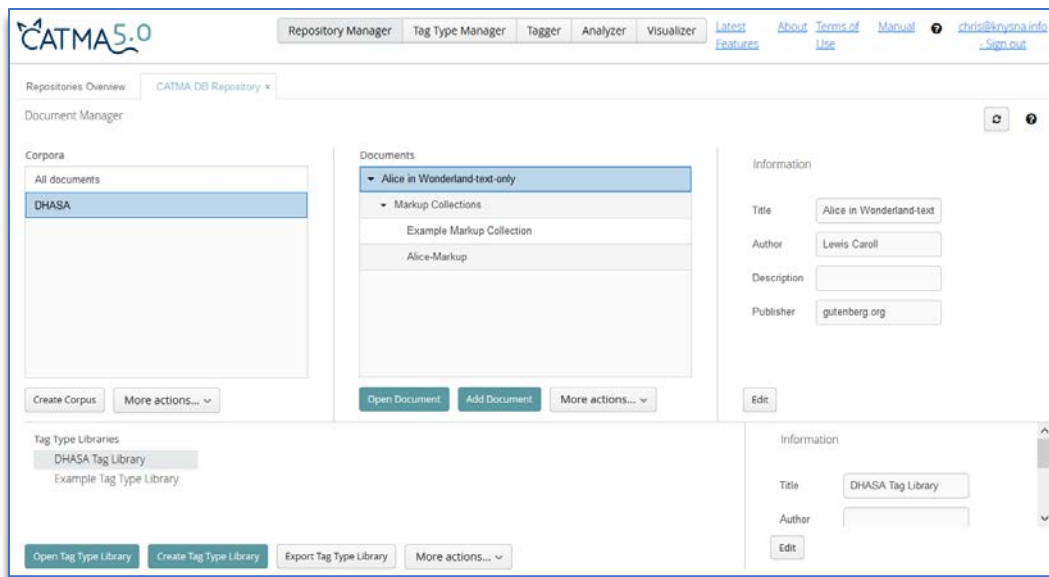 CATMA 5.0
Repository Manager Tag Type Manager Tagger Analyzer Visualizer
Latest Features About Terms of Use Manual chris@knysna.info - Sign out
Repositories Overview CATMA DB Repository ×
Document Manager
Corpora
All documents
DHASA
Create Corpus More actions...
Documents
Alice in Wonderland-text-only
Markup Collections
Example Markup Collection
Alice-Markup
Open Document Add Document More actions...
Information
Title Alice in Wonderland-text
Author Lewis Caroll
Description
Publisher gutenberg.org
Edit
Tag Type Libraries
DHASA Tag Library
Example Tag Type Library
Open Tag Type Library Create Tag Type Library Export Tag Type Library More actions...
Information
Title DHASA Tag Library
Author
Edit